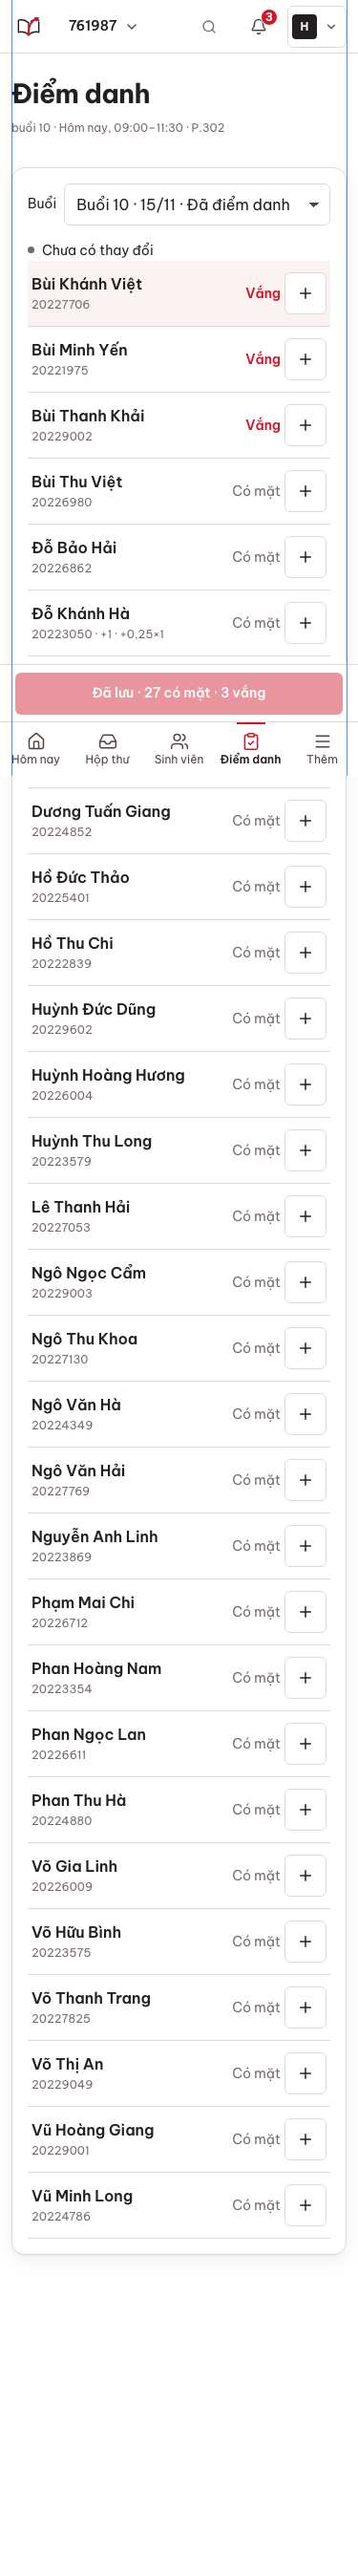 761987
3
H
Điểm danh
buổi 10 · Hôm nay, 09:00–11:30 · P.302
Buổi
Buổi 10 · 15/11 · Đã điểm danh
Chưa có thay đổi
Bùi Khánh Việt
Vắng
20227706
Bùi Minh Yến
Vắng
20221975
Bùi Thanh Khải
Vắng
20229002
Bùi Thu Việt
Có mặt
20226980
Đỗ Bảo Hải
Có mặt
20226862
Đỗ Khánh Hà
Có mặt
20223050 · +1 · +0,25×1
Đã lưu · 27 có mặt · 3 vắng
Hôm nay
Hộp thư
Sinh viên
Điểm danh
Thêm
Dương Tuấn Giang
Có mặt
20224852
Hồ Đức Thảo
Có mặt
20225401
Hồ Thu Chi
Có mặt
20222839
Huỳnh Đức Dũng
Có mặt
20229602
Huỳnh Hoàng Hương
Có mặt
20226004
Huỳnh Thu Long
Có mặt
20223579
Lê Thanh Hải
Có mặt
20227053
Ngô Ngọc Cẩm
Có mặt
20229003
Ngô Thu Khoa
Có mặt
20227130
Ngô Văn Hà
Có mặt
20224349
Ngô Văn Hải
Có mặt
20227769
Nguyễn Anh Linh
Có mặt
20223869
Phạm Mai Chi
Có mặt
20226712
Phan Hoàng Nam
Có mặt
20223354
Phan Ngọc Lan
Có mặt
20226611
Phan Thu Hà
Có mặt
20224880
Võ Gia Linh
Có mặt
20226009
Võ Hữu Bình
Có mặt
20223575
Võ Thanh Trang
Có mặt
20227825
Võ Thị An
Có mặt
20229049
Vũ Hoàng Giang
Có mặt
20229001
Vũ Minh Long
Có mặt
20224786